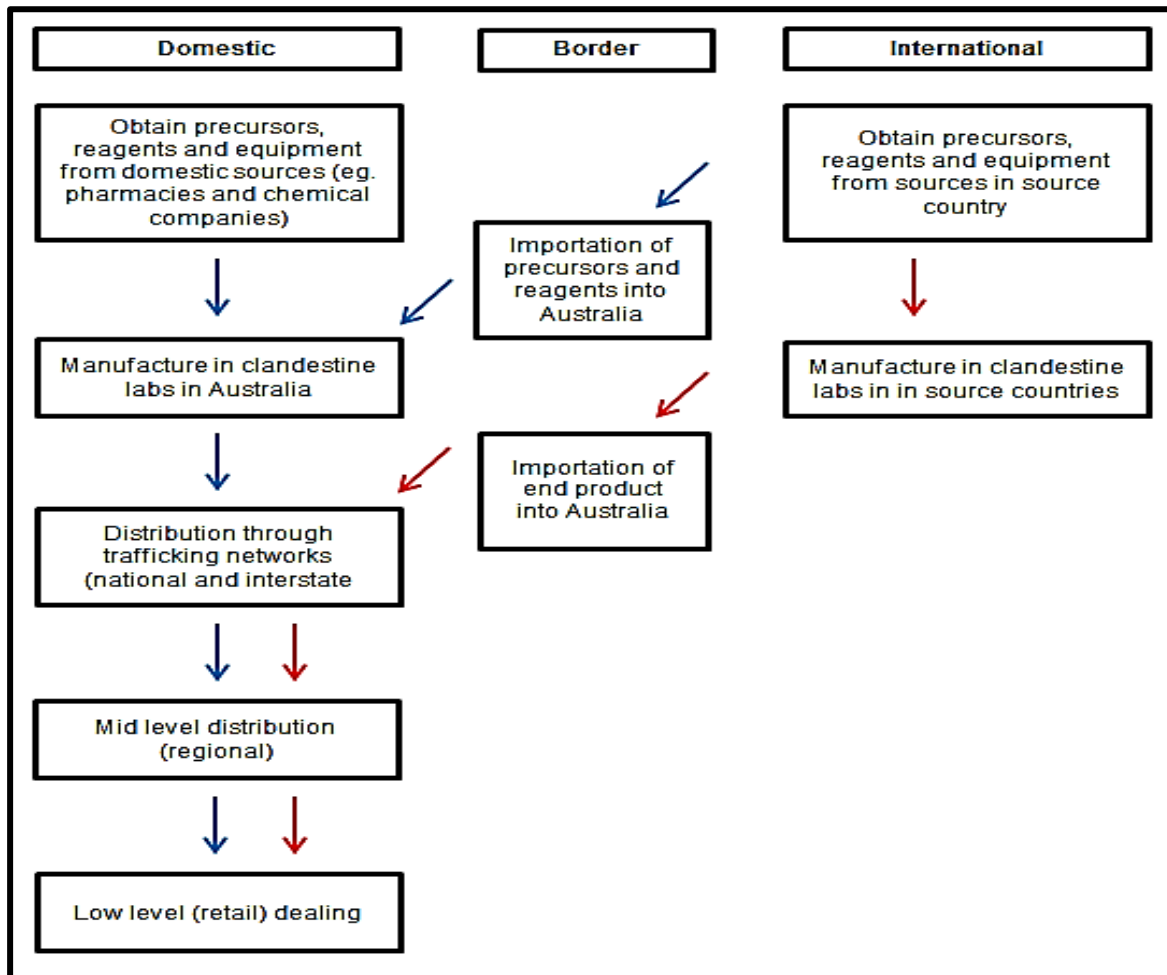 Domestic
Border
International
Obtain precursors,
reagents and equipment
from domestic sources (eg.
pharmacies and chemical
companies)
Obtain precursors,
reagents and equipment
from sources in source
country
Importation of
precursors and
reagents into
Australia
Manufacture in clandestine
labs in Australia
Manufacture in clandestine
labs in in source countries
Importation of
end product
into Australia
Distribution through
trafficking networks
(national and interstate
Mid level distribution
(regional)
Low level (retail) dealing